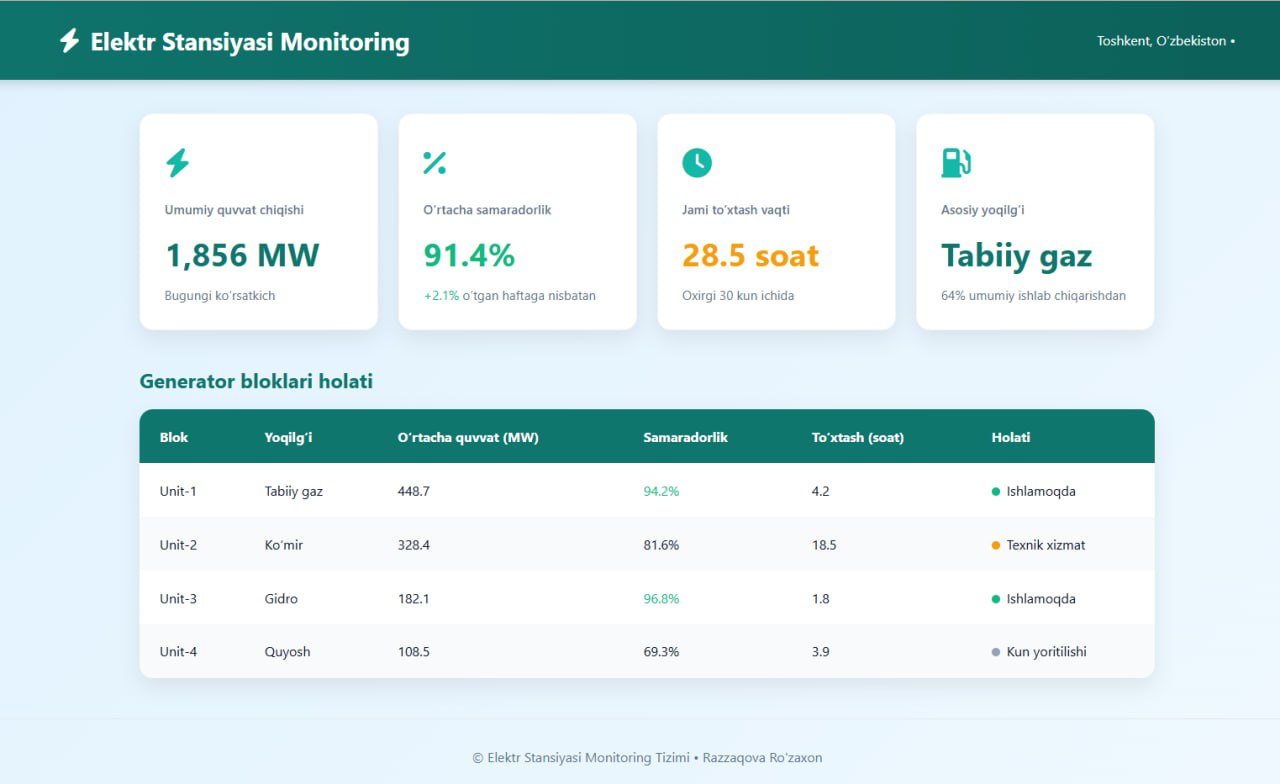 Elektr Stansiyasi Monitoring
Toshkent, O‘zbekiston •
Umumiy quvvat chiqishi
1,856 MW
Bugungi ko‘rsatkich
O‘rtacha samaradorlik
91.4%
+2.1% o‘tgan haftaga nisbatan
Jami to‘xtash vaqti
28.5 soat
Oxirgi 30 kun ichida
Asosiy yoqilg‘i
Tabiiy gaz
64% umumiy ishlab chiqarishdan
Generator bloklari holati
Blok Yoqilg‘i O‘rtacha quvvat (MW) Samaradorlik To‘xtash (soat) Holati
Unit-1 Tabiiy gaz 448.7 94.2% 4.2 Ishlamoqda
Unit-2 Ko‘mir 328.4 81.6% 18.5 Texnik xizmat
Unit-3 Gidro 182.1 96.8% 1.8 Ishlamoqda
Unit-4 Quyosh 108.5 69.3% 3.9 Kun yoritilishi
© Elektr Stansiyasi Monitoring Tizimi • Razzaqova Ro‘zaxon